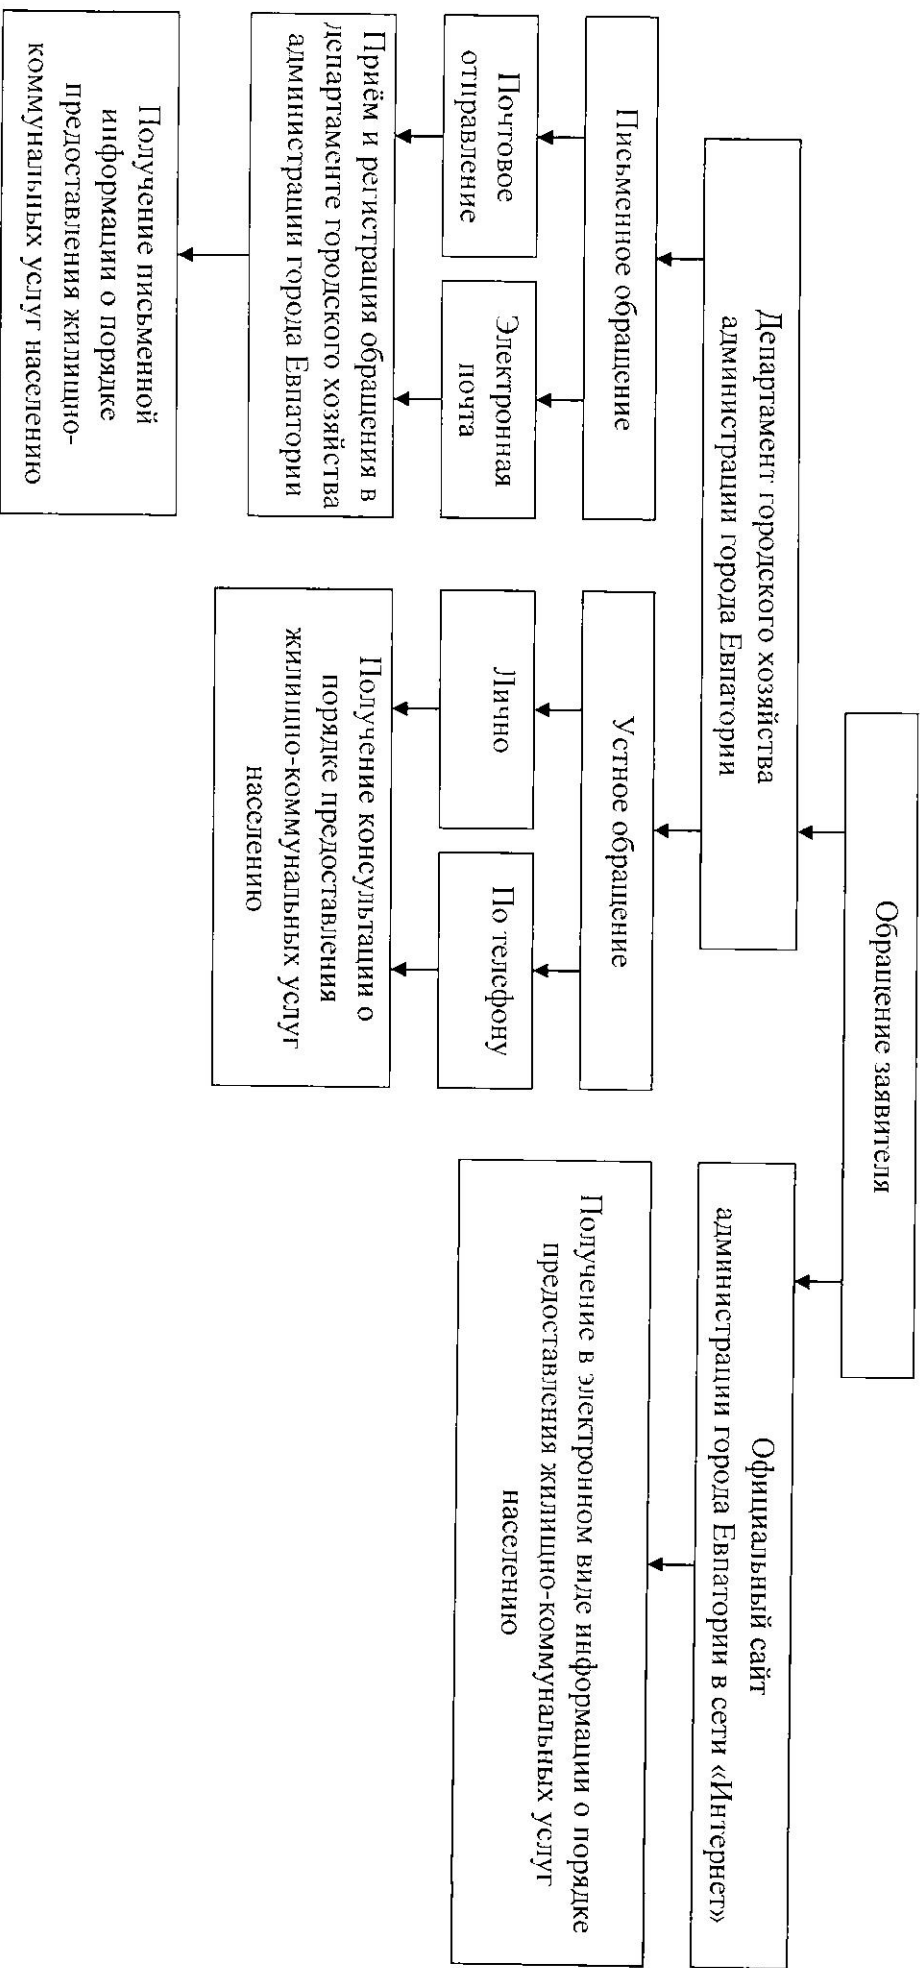 Обращение заявителя
Департамент городского хозяйства
администрации города Евпатории
Официальный сайт
администрации города Евпатории в сети «Интернет»
Письменное обращение
Устное обращение
Получение в электронном виде информации о порядке
предоставления жилищно-коммунальных услуг
населению
Почтовое
отправление
Электронная
почта
Лично
По телефону
Приём и регистрация обращения в
департаменте городского хозяйства
администрации города Евпатории
Получение консультации о
порядке предоставления
жилищно-коммунальных услуг
населению
Получение письменной
информации о порядке
предоставления жилищно-
коммунальных услуг населению